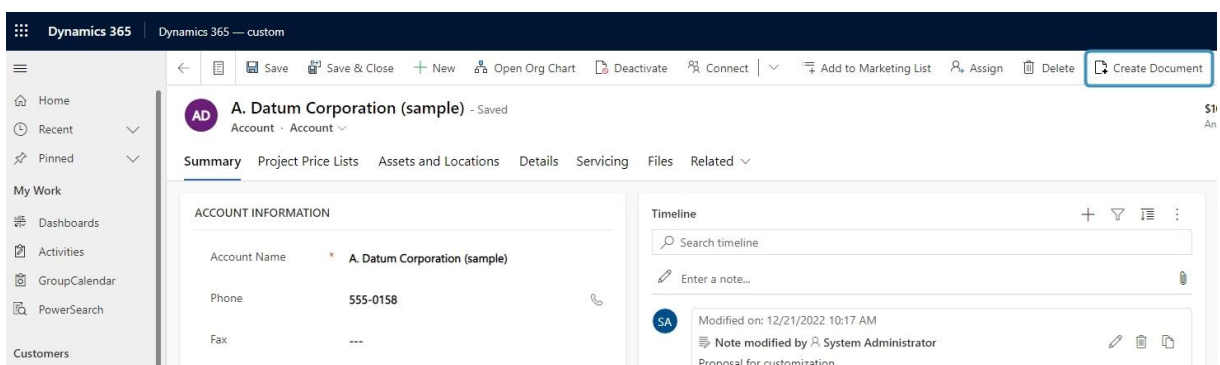 Dynamics 365 Dynamics 365 — custom
Save Save & Close New Open Org Chart Deactivate Connect Add to Marketing List Assign Delete Create Document
Home
Recent
Pinned
My Work
Dashboards
Activities
GroupCalendar
PowerSearch
Customers
AD
A. Datum Corporation (sample) - Saved
Account · Account
Summary Project Price Lists Assets and Locations Details Servicing Files Related
ACCOUNT INFORMATION
Account Name * A. Datum Corporation (sample)
Phone 555-0158
Fax ---
Timeline
Search timeline
Enter a note...
SA
Modified on: 12/21/2022 10:17 AM
Note modified by System Administrator
Proposal for customization